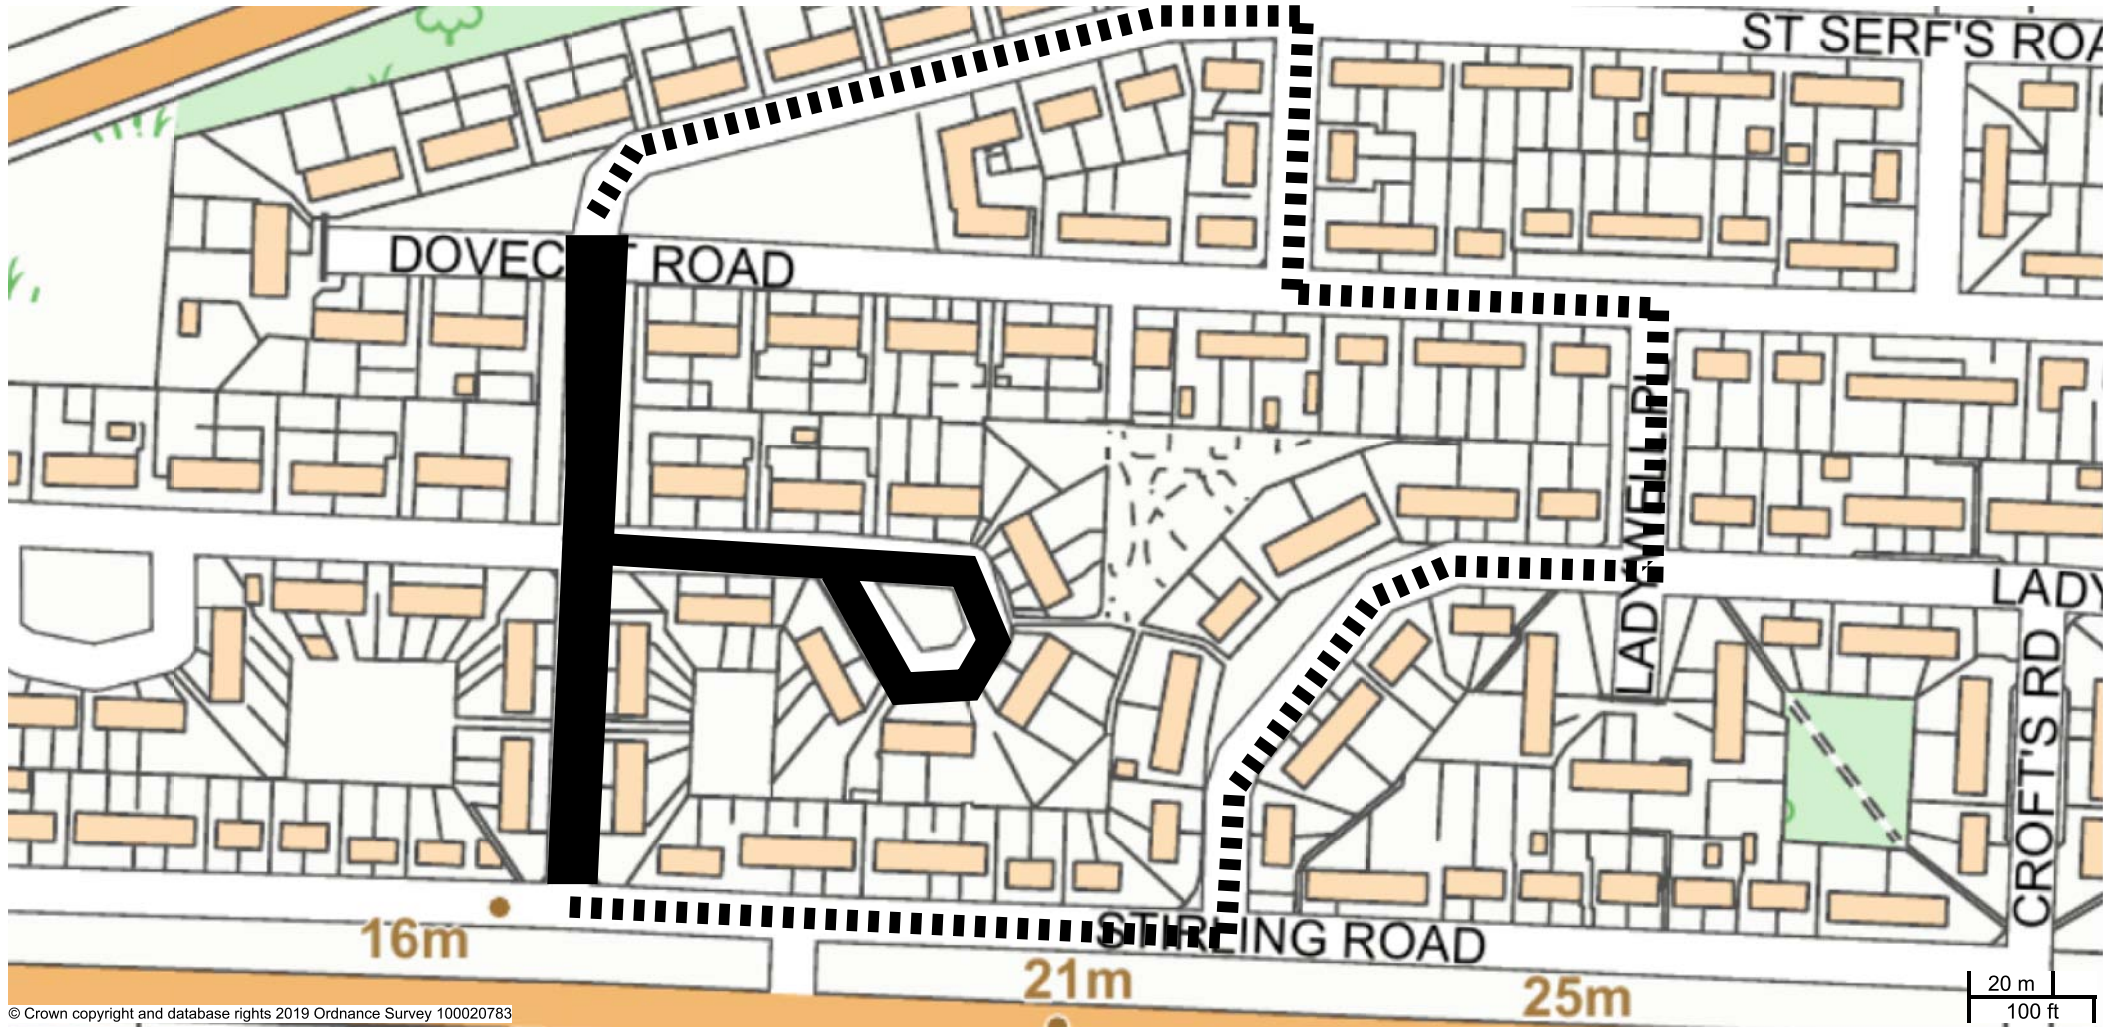 ST SERF'S ROA
DOVEC T ROAD
LADYWELL PL
LADY
CROFT'S RD
STIRLING ROAD
16m
21m
25m
20 m
100 ft
© Crown copyright and database rights 2019 Ordnance Survey 100020783